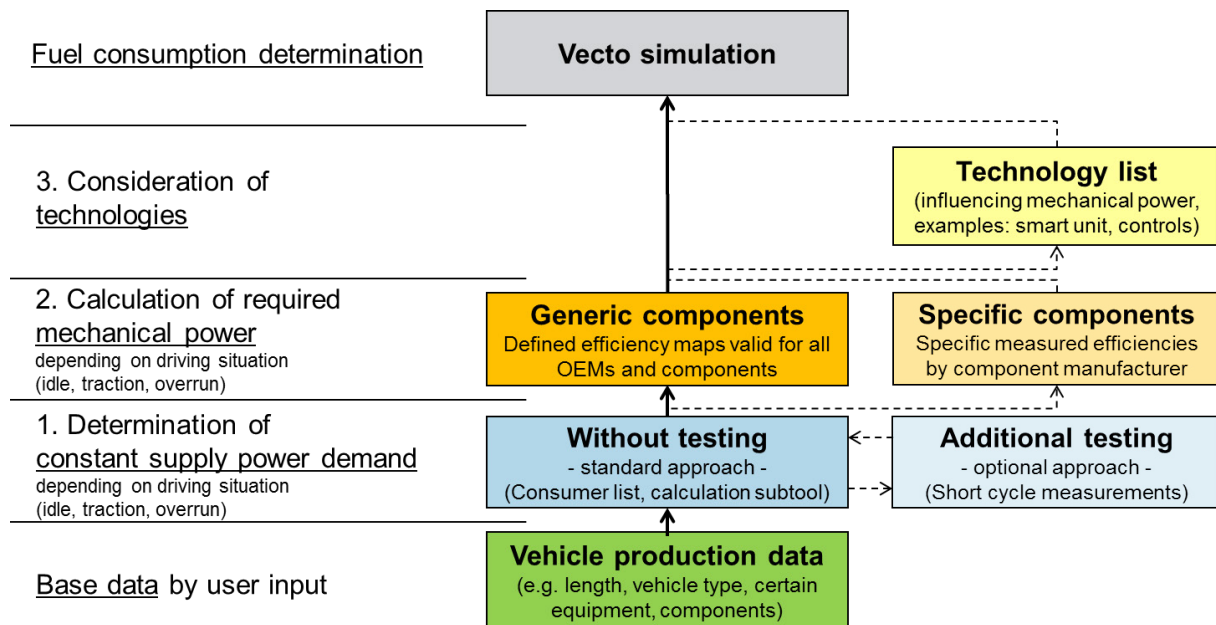 Fuel consumption determination
Vecto simulation
3. Consideration of
technologies
Technology list
(influencing mechanical power,
examples: smart unit, controls)
2. Calculation of required
mechanical power
depending on driving situation
(idle, traction, overrun)
Generic components
Defined efficiency maps valid for all
OEMs and components
Specific components
Specific measured efficiencies
by component manufacturer
1. Determination of
constant supply power demand
depending on driving situation
(idle, traction, overrun)
Without testing
- standard approach -
(Consumer list, calculation subtool)
Additional testing
- optional approach -
(Short cycle measurements)
Base data by user input
Vehicle production data
(e.g. length, vehicle type, certain
equipment, components)